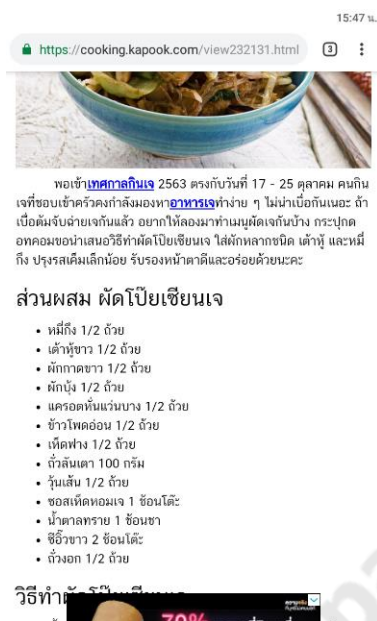 15:47 น.
https://cooking.kapook.com/view232131.html
3
พอเข้าเทศกาลกินเจ 2563 ตรงกับวันที่ 17 - 25 ตุลาคม คนกิน
เจที่ชอบเข้าครัวคงกำลังมองหาอาหารเจทำง่าย ๆ ไม่น่าเบื่อกันเนอะ ถ้า
เบื่อต้มจับฉ่ายเจกันแล้ว อยากให้ลองมาทำเมนูผัดเจกันบ้าง กระปุกด
อทคอมขอนำเสนอวิธีทำผัดโป๊ยเซียนเจ ใส่ผักหลากชนิด เต้าหู้ และหมี่
กึง ปรุงรสเค็มเล็กน้อย รับรองหน้าตาดีและอร่อยด้วยนะคะ
ส่วนผสม ผัดโป๊ยเซียนเจ
• หมี่กึง 1/2 ถ้วย
• เต้าหู้ขาว 1/2 ถ้วย
• ผักกาดขาว 1/2 ถ้วย
• ผักบุ้ง 1/2 ถ้วย
• แครอตหั่นแว่นบาง 1/2 ถ้วย
• ข้าวโพดอ่อน 1/2 ถ้วย
• เห็ดฟาง 1/2 ถ้วย
• ถั่วลันเตา 100 กรัม
• วุ้นเส้น 1/2 ถ้วย
• ซอสเห็ดหอมเจ 1 ช้อนโต๊ะ
• น้ำตาลทราย 1 ช้อนชา
• ซีอิ๊วขาว 2 ช้อนโต๊ะ
• ถั่วงอก 1/2 ถ้วย
วิธีทำผัดโป๊ยเซียนเจ
70%